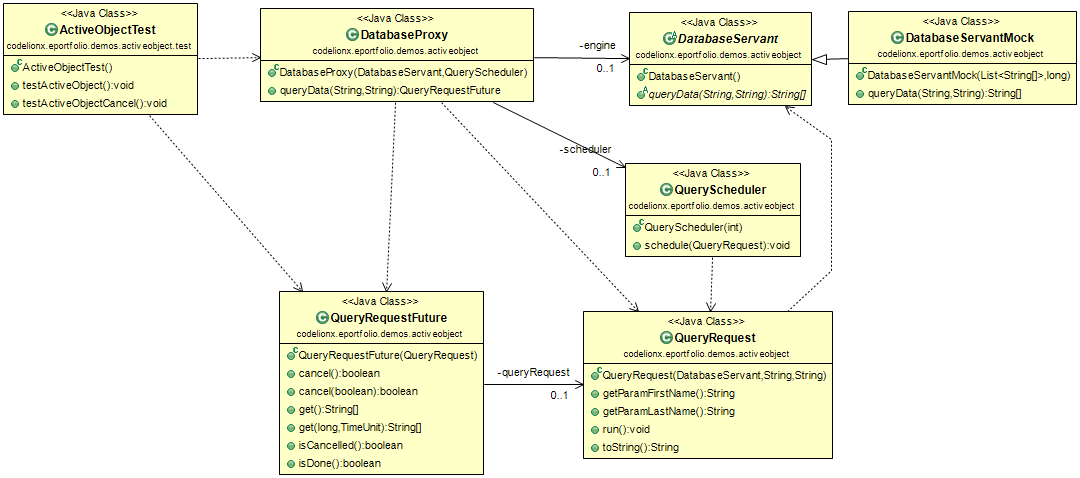 <<Java Class>>
ActiveObjectTest
codelionx.eportfolio.demos.activeobject.test
ActiveObjectTest()
testActiveObject():void
testActiveObjectCancel():void
<<Java Class>>
DatabaseProxy
codelionx.eportfolio.demos.activeobject
DatabaseProxy(DatabaseServant,QueryScheduler)
queryData(String,String):QueryRequestFuture
-engine
0..1
<<Java Class>>
DatabaseServant
codelionx.eportfolio.demos.activeobject
DatabaseServant()
queryData(String,String):String[]
<<Java Class>>
DatabaseServantMock
codelionx.eportfolio.demos.activeobject
DatabaseServantMock(List<String[]>,long)
queryData(String,String):String[]
-scheduler
0..1
<<Java Class>>
QueryScheduler
codelionx.eportfolio.demos.activeobject
QueryScheduler(int)
schedule(QueryRequest):void
<<Java Class>>
QueryRequestFuture
codelionx.eportfolio.demos.activeobject
QueryRequestFuture(QueryRequest)
cancel():boolean
cancel(boolean):boolean
get():String[]
get(long,TimeUnit):String[]
isCancelled():boolean
isDone():boolean
-queryRequest
0..1
<<Java Class>>
QueryRequest
codelionx.eportfolio.demos.activeobject
QueryRequest(DatabaseServant,String,String)
getParamFirstName():String
getParamLastName():String
run():void
toString():String